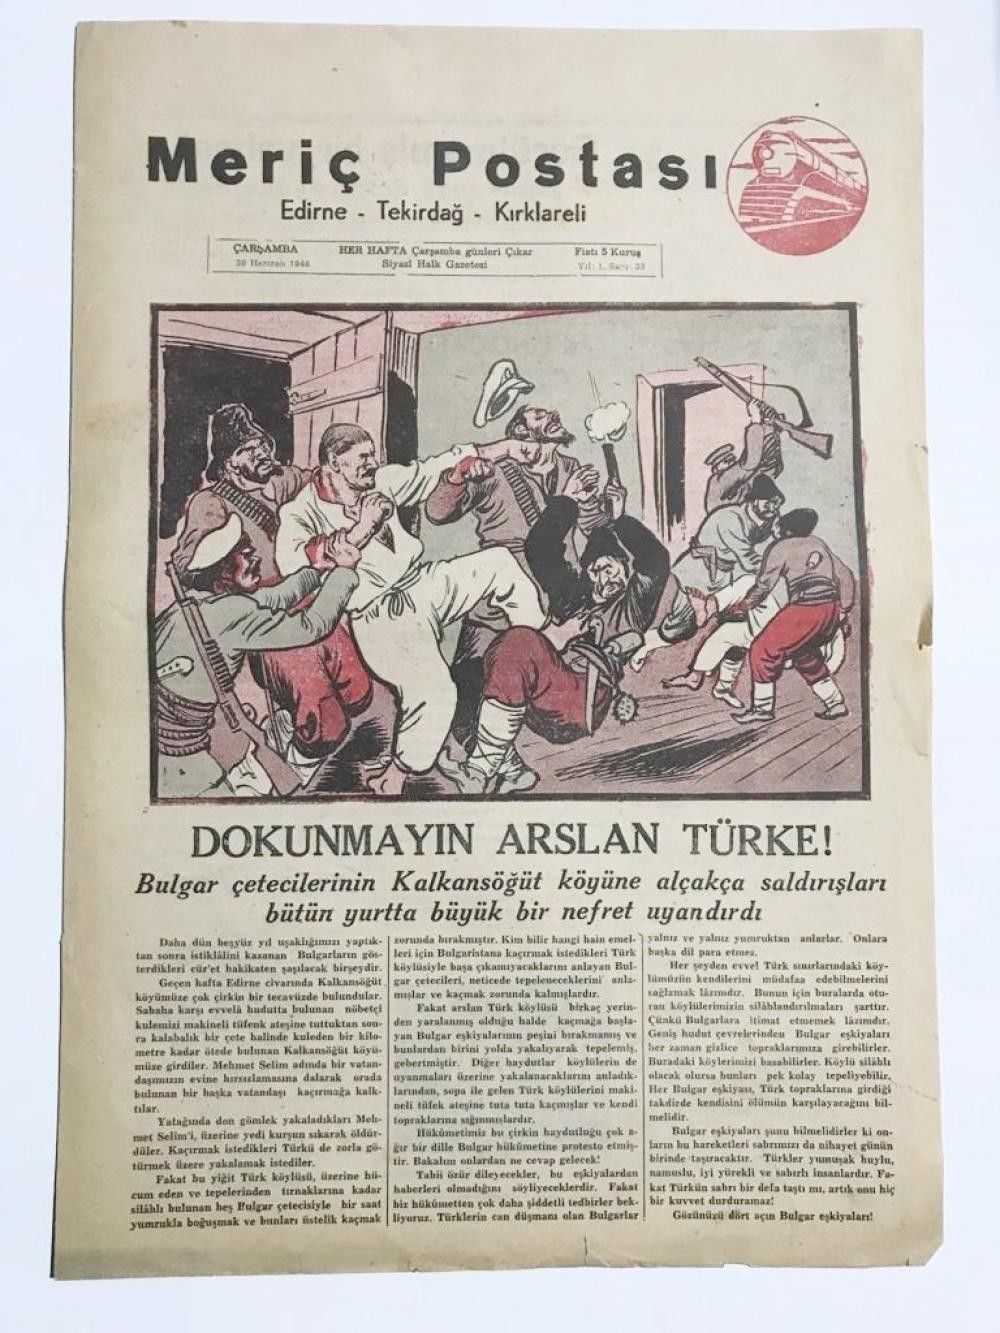 Meriç Postası
Edirne - Tekirdağ - Kırklareli
ÇARŞAMBA
Haziran 1946
HER HAFTA Çarşamba günleri Çıkar
Siyasî Halk Gazetesi
Fiatı 5 Kuruş
Yıl: 1, Sayı: 33
DOKUNMAYIN ARSLAN TÜRKE!
Bulgar çetecilerinin Kalkansöğüt köyüne alçakça saldırışları
bütün yurtta büyük bir nefret uyandırdı
Daha dün beşyüz yıl uşaklığımızı yaptık-
tan sonra istiklâlini kazanan Bulgarların gös-
terdikleri cür'et hakikaten şaşılacak birşeydir.
Geçen hafta Edirne civarında Kalkansöğüt
köyümüze çok çirkin bir tecavüzde bulundular.
Sabaha karşı evvelâ hudutta bulunan nöbetçi
kulemizi makineli tüfenk ateşine tuttuktan son-
ra kalabalık bir çete halinde kuleden bir kilo-
metre kadar ötede bulunan Kalkansöğüt köyü-
müze girdiler. Mehmet Selim adında bir vatan-
daşımızın evine hırsızlamasına dalarak orada
bulunan bir başka vatandaşı kaçırmağa kalk-
tılar.
Yatağında don gömlek yakaladıkları Meh-
met Selim'i, üzerine yedi kurşun sıkarak öldür-
düler. Kaçırmak istedikleri Türkü de zorla gö-
türmek üzere yakalamak istediler.
Fakat bu yiğit Türk köylüsü, üzerine hü-
cum eden ve tepelerinden tırnaklarına kadar
silâhlı bulunan beş Bulgar çetecisiyle bir saat
yumrukla boğuşmak ve bunları üstelik kaçmak
zorunda bırakmıştır. Kim bilir hangi hain emel-
leri için Bulgaristana kaçırmak istedikleri Türk
köylüsiyle başa çıkamıyacaklarını anlayan Bul-
gar çetecileri, neticede tepeleneceklerini anla-
mışlar ve kaçmak zorunda kalmışlardır.
Fakat arslan Türk köylüsü birkaç yerin-
den yaralanmış olduğu halde kaçmağa başla-
yan Bulgar eşkiyalarının peşini bırakmamış ve
bunlardan birini yolda yakalıyarak tepelemiş,
gebertmiştir. Diğer haydutlar köylülerin de
uyanmaları üzerine yakalanacaklarını anladık-
larından, sopa ile gelen Türk köylülerini maki-
neli tüfek ateşine tuta tuta kaçmışlar ve kendi
topraklarına sığınmışlardır.
Hükûmetimiz bu çirkin haydutluğu çok a-
ğır bir dille Bulgar hükûmetine protesto etmiş-
tir. Bakalım onlardan ne cevap gelecek!
Tabii özür dileyecekler, bu eşkiyalardan
haberleri olmadığını söyliyeceklerdir. Fakat
biz hükûmetten çok daha şiddetli tedbirler bek-
liyoruz. Türklerin can düşmanı olan Bulgarlar
yalnız ve yalnız yumruktan anlarlar. Onlara
başka dil para etmez.
Her şeyden evvel Türk sınırlarındaki köy-
lümüzün kendilerini müdafaa edebilmelerini
sağlamak lâzımdır. Bunun için buralarda otu-
ran köylülerimizin silâhlandırılmaları şarttır.
Çünkü Bulgarlara itimat etmemek lâzımdır.
Geniş hudut çevrelerinden Bulgar eşkiyaları
her zaman gizlice topraklarımıza girebilirler.
Buradaki köylerimizi basabilirler. Köylü silâhlı
olacak olursa bunları pek kolay tepeliyebilir.
Her Bulgar eşkiyası, Türk topraklarına girdiği
takdirde kendisini ölümün karşılayacağını bil-
melidir.
Bulgar eşkiyaları şunu bilmelidirler ki on-
ların bu hareketleri sabrımızı da nihayet günün
birinde taşıracaktır. Türkler yumuşak huylu,
namuslu, iyi yürekli ve sabırlı insanlardır. Fa-
kat Türkün sabrı bir defa taştı mı, artık onu hiç
bir kuvvet durduramaz!
Gözünüzü dört açın Bulgar eşkiyaları!